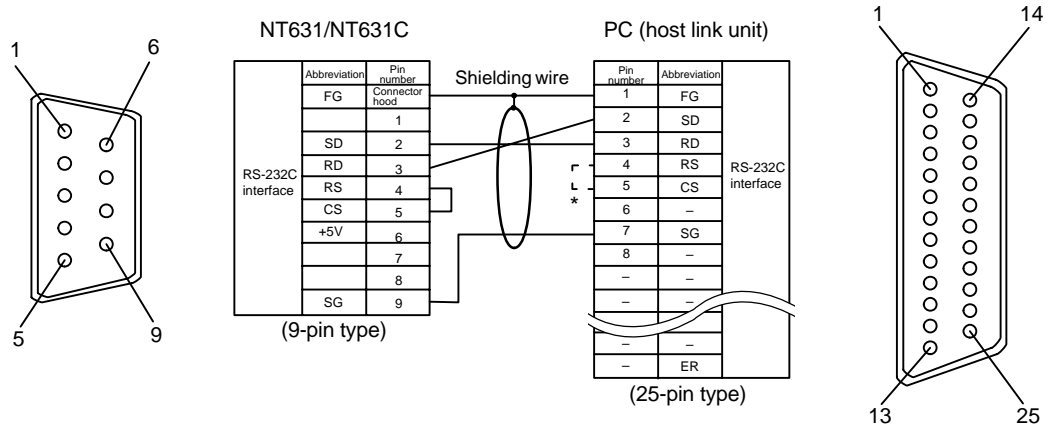 NT631/NT631C
PC (host link unit)
1
6
5
9
Abbreviation Pin number
FG Connector hood
1
SD 2
RD 3
RS 4
CS 5
+5V 6
7
8
SG 9
RS-232C interface
(9-pin type)
Shielding wire
*
Pin number Abbreviation
1 FG
2 SD
3 RD
4 RS
5 CS
6 –
7 SG
8 –
– –
– –
– –
– ER
RS-232C interface
(25-pin type)
1
14
13
25